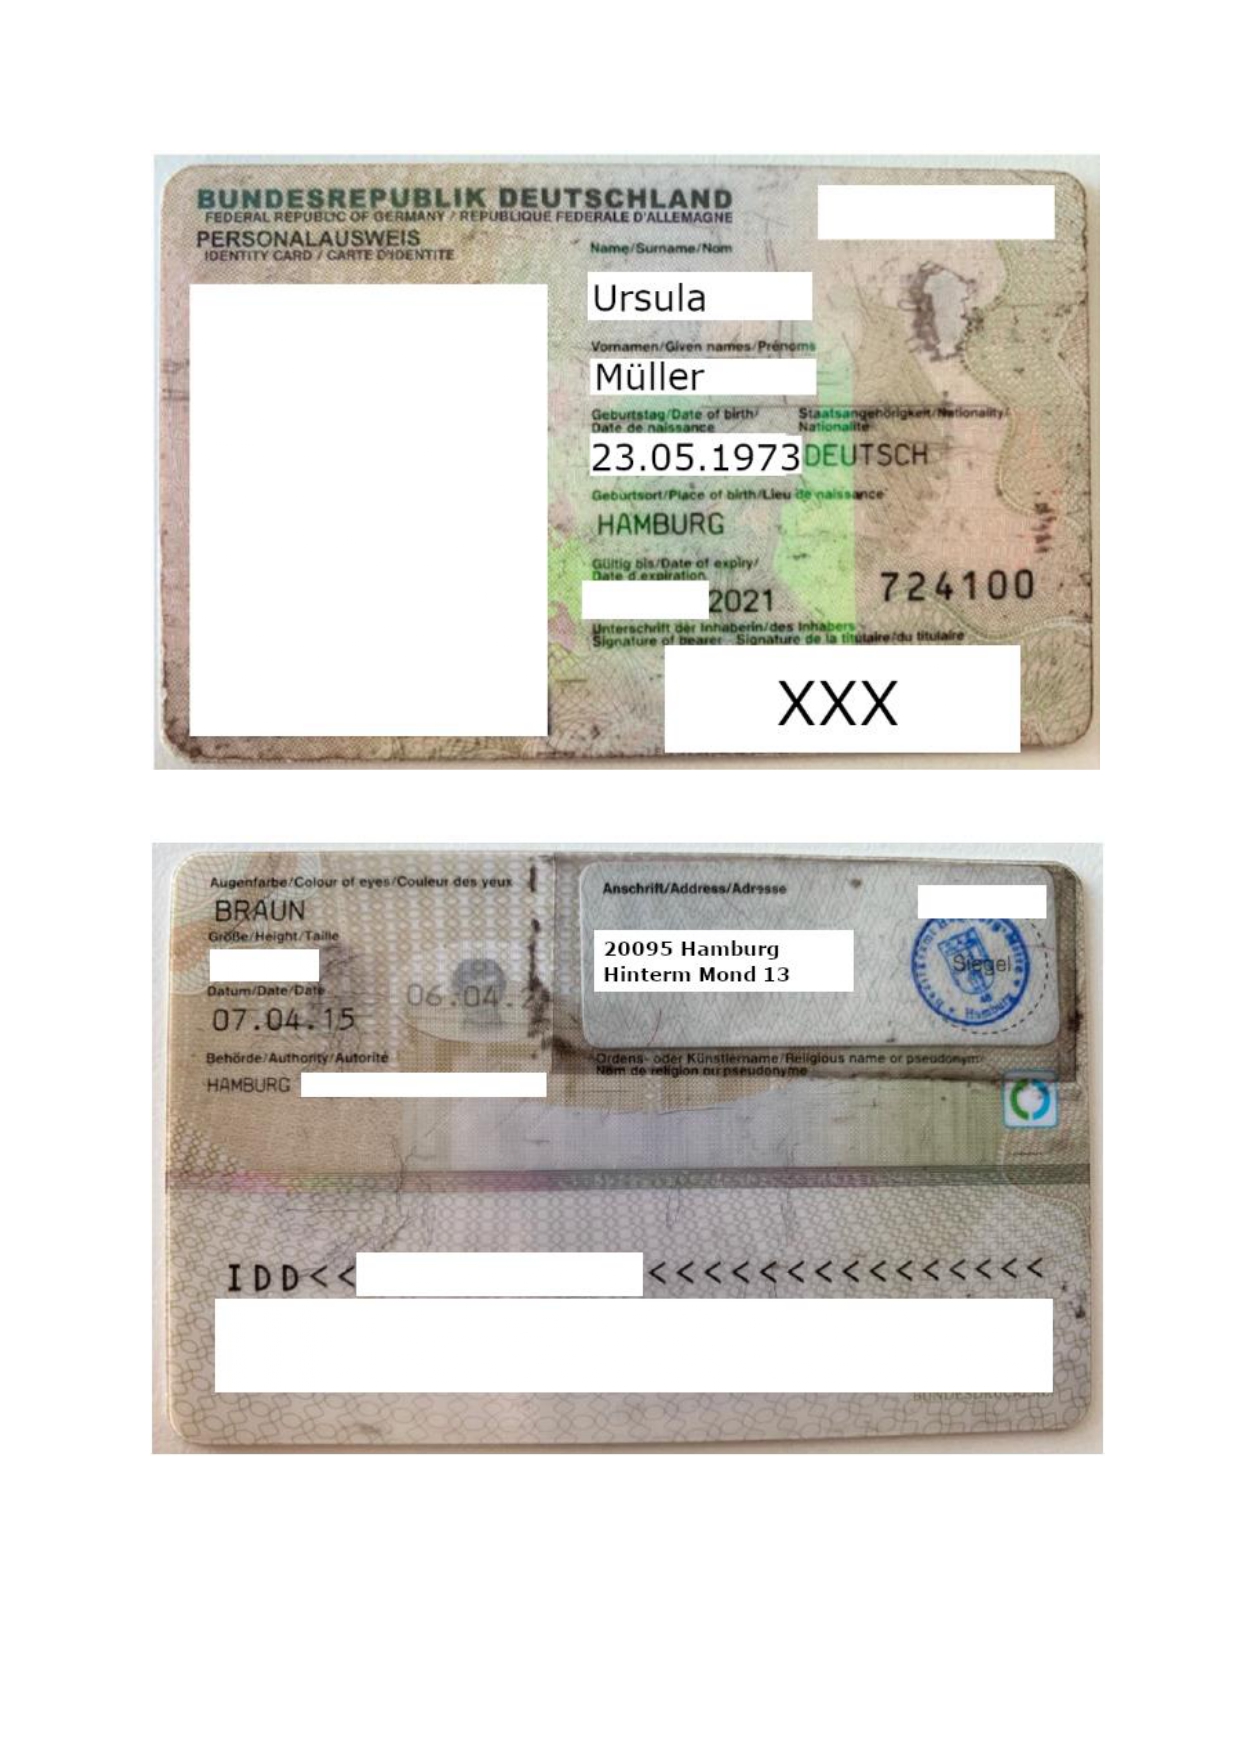 BUNDESREPUBLIK DEUTSCHLAND
FEDERAL REPUBLIC OF GERMANY / REPUBLIQUE FEDERALE D'ALLEMAGNE
PERSONALAUSWEIS
IDENTITY CARD / CARTE D'IDENTITE
Name/Surname/Nom
Ursula
Vornamen/Given names/Prénoms
Müller
Geburtstag/Date of birth/
Date de naissance
Staatsangehörigkeit/Nationality/
Nationalité
23.05.1973
DEUTSCH
Geburtsort/Place of birth/Lieu de naissance
HAMBURG
Gültig bis/Date of expiry/
Date d'expiration
2021
724100
Unterschrift der Inhaberin/des Inhabers
Signature of bearer - Signature de la titulaire/du titulaire
XXX
Augenfarbe/Colour of eyes/Couleur des yeux
BRAUN
Größe/Height/Taille
Datum/Date/Date
07.04.15
06.04.2
Behörde/Authority/Autorité
HAMBURG
Anschrift/Address/Adresse
20095 Hamburg
Hinterm Mond 13
Siegel
Hamburg
Ordens- oder Künstlername/Religious name or pseudonym/
Nom de religion ou pseudonyme
IDD<<
<<<<<<<<<<<<<<<